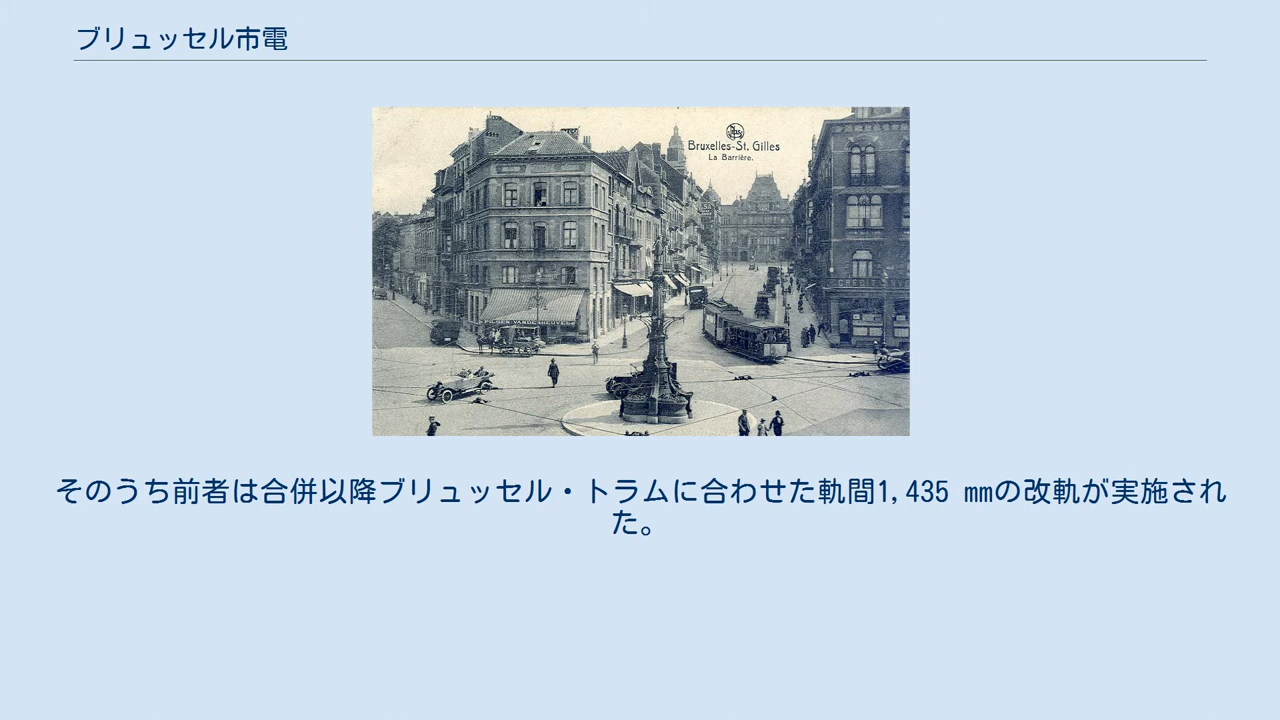 ブリュッセル市電
Bruxelles-St. Gilles
La Barrière.
そのうち前者は合併以降ブリュッセル・トラムに合わせた軌間1,435 mmの改軌が実施され
た。